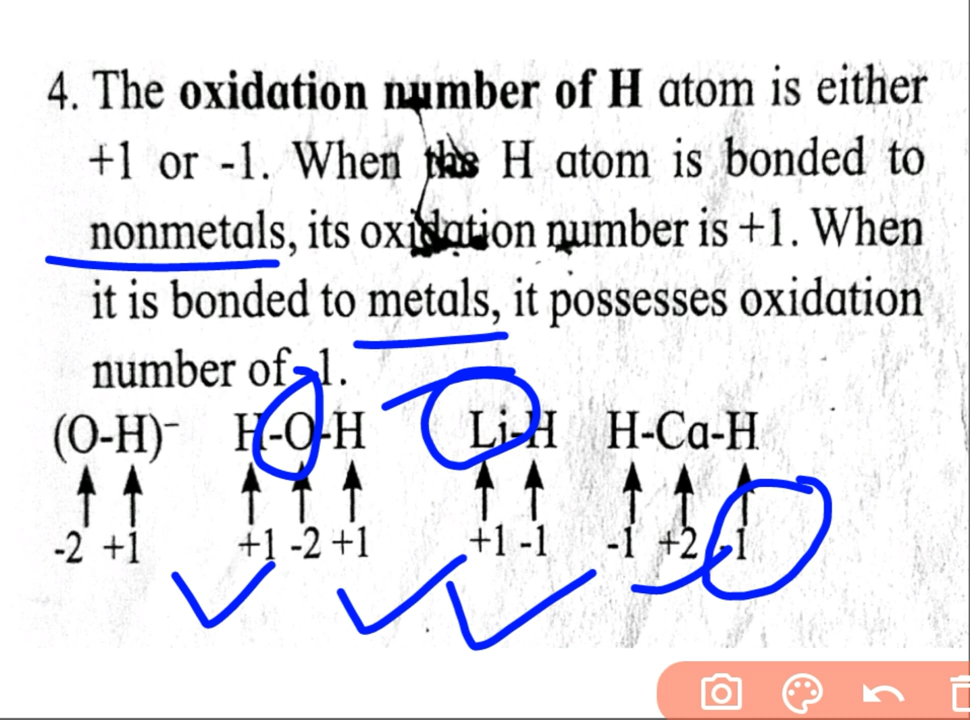 4. The oxidation number of H atom is either
+1 or -1. When the H atom is bonded to
nonmetals, its oxidation number is +1. When
it is bonded to metals, it possesses oxidation
number of -1.
(O-H)⁻ H-O-H Li-H H-Ca-H
-2 +1 +1 -2 +1 +1 -1 -1 +2 -1